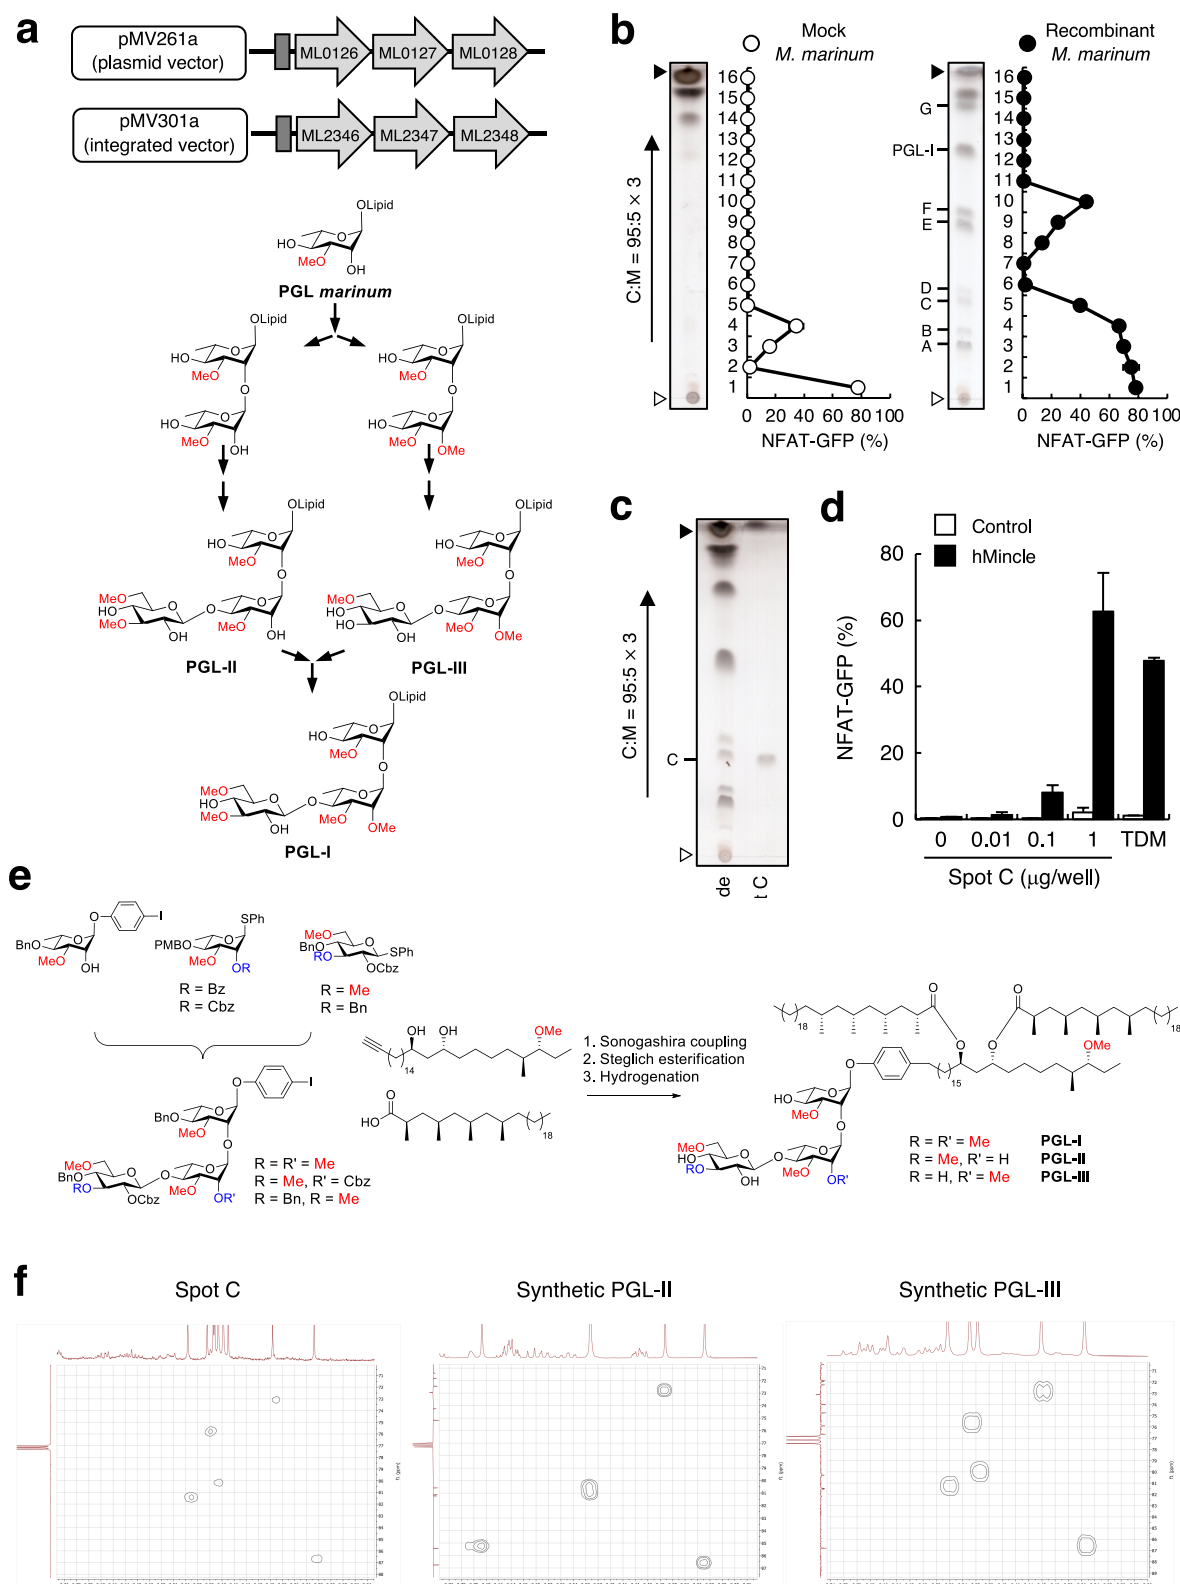 a
pMV261a
(plasmid vector)
ML0126
ML0127
ML0128
pMV301a
(integrated vector)
ML2346
ML2347
ML2348
OLipid
HO
O
MeO
OH
PGL marinum
OLipid
HO
O
MeO
O
HO
O
MeO
OH
OLipid
HO
O
MeO
O
HO
O
MeO
OMe
OLipid
HO
O
MeO
O
MeO
HO
MeO
O
OH
O
O
MeO
OH
PGL-II
OLipid
HO
O
MeO
O
MeO
HO
HO
O
OH
O
O
MeO
OMe
PGL-III
OLipid
HO
O
MeO
O
MeO
HO
MeO
O
OH
O
O
MeO
OMe
PGL-I
b
Mock
M. marinum
C:M = 95:5 × 3
16
15
14
13
12
11
10
9
8
7
6
5
4
3
2
1
0 20 40 60 80 100
NFAT-GFP (%)
Recombinant
M. marinum
G
PGL-I
F
E
D
C
B
A
16
15
14
13
12
11
10
9
8
7
6
5
4
3
2
1
0 20 40 60 80 100
NFAT-GFP (%)
c
C:M = 95:5 × 3
C
de
t C
d
Control
hMincle
NFAT-GFP (%)
80
60
40
20
0
0 0.01 0.1 1 TDM
Spot C (μg/well)
e
O
I
BnO
O
MeO
OH
SPh
PMBO
O
MeO
OR
R = Bz
R = Cbz
MeO
BnO
RO
O
SPh
OCbz
R = Me
R = Bn
O
I
BnO
O
MeO
O
MeO
BnO
RO
O
OCbz
O
O
MeO
OR'
R = R' = Me
R = Me, R' = Cbz
R = Bn, R = Me
OH OH OMe
14
O
HO
18
1. Sonogashira coupling
2. Steglich esterification
3. Hydrogenation
18
O
O
O
O
18
OMe
15
O
HO
O
MeO
O
MeO
HO
RO
O
OH
O
O
MeO
OR'
R = R' = Me PGL-I
R = Me, R' = H PGL-II
R = H, R' = Me PGL-III
f
Spot C
Synthetic PGL-II
Synthetic PGL-III